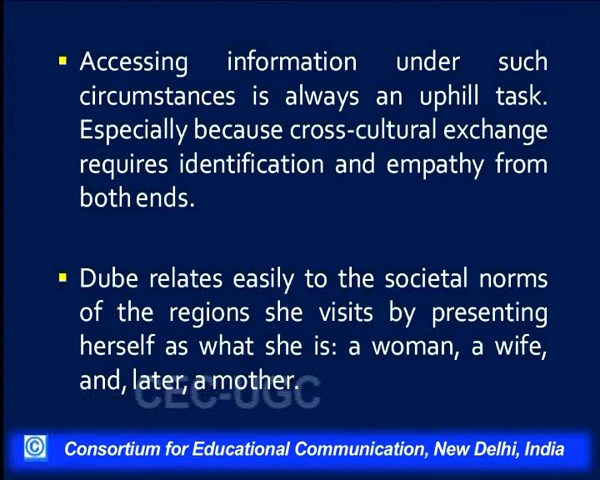 Accessing information under such
circumstances is always an uphill task.
Especially because cross-cultural exchange
requires identification and empathy from
both ends.
Dube relates easily to the societal norms
of the regions she visits by presenting
herself as what she is: a woman, a wife,
and, later, a mother.
CEC-UGC
© Consortium for Educational Communication, New Delhi, India